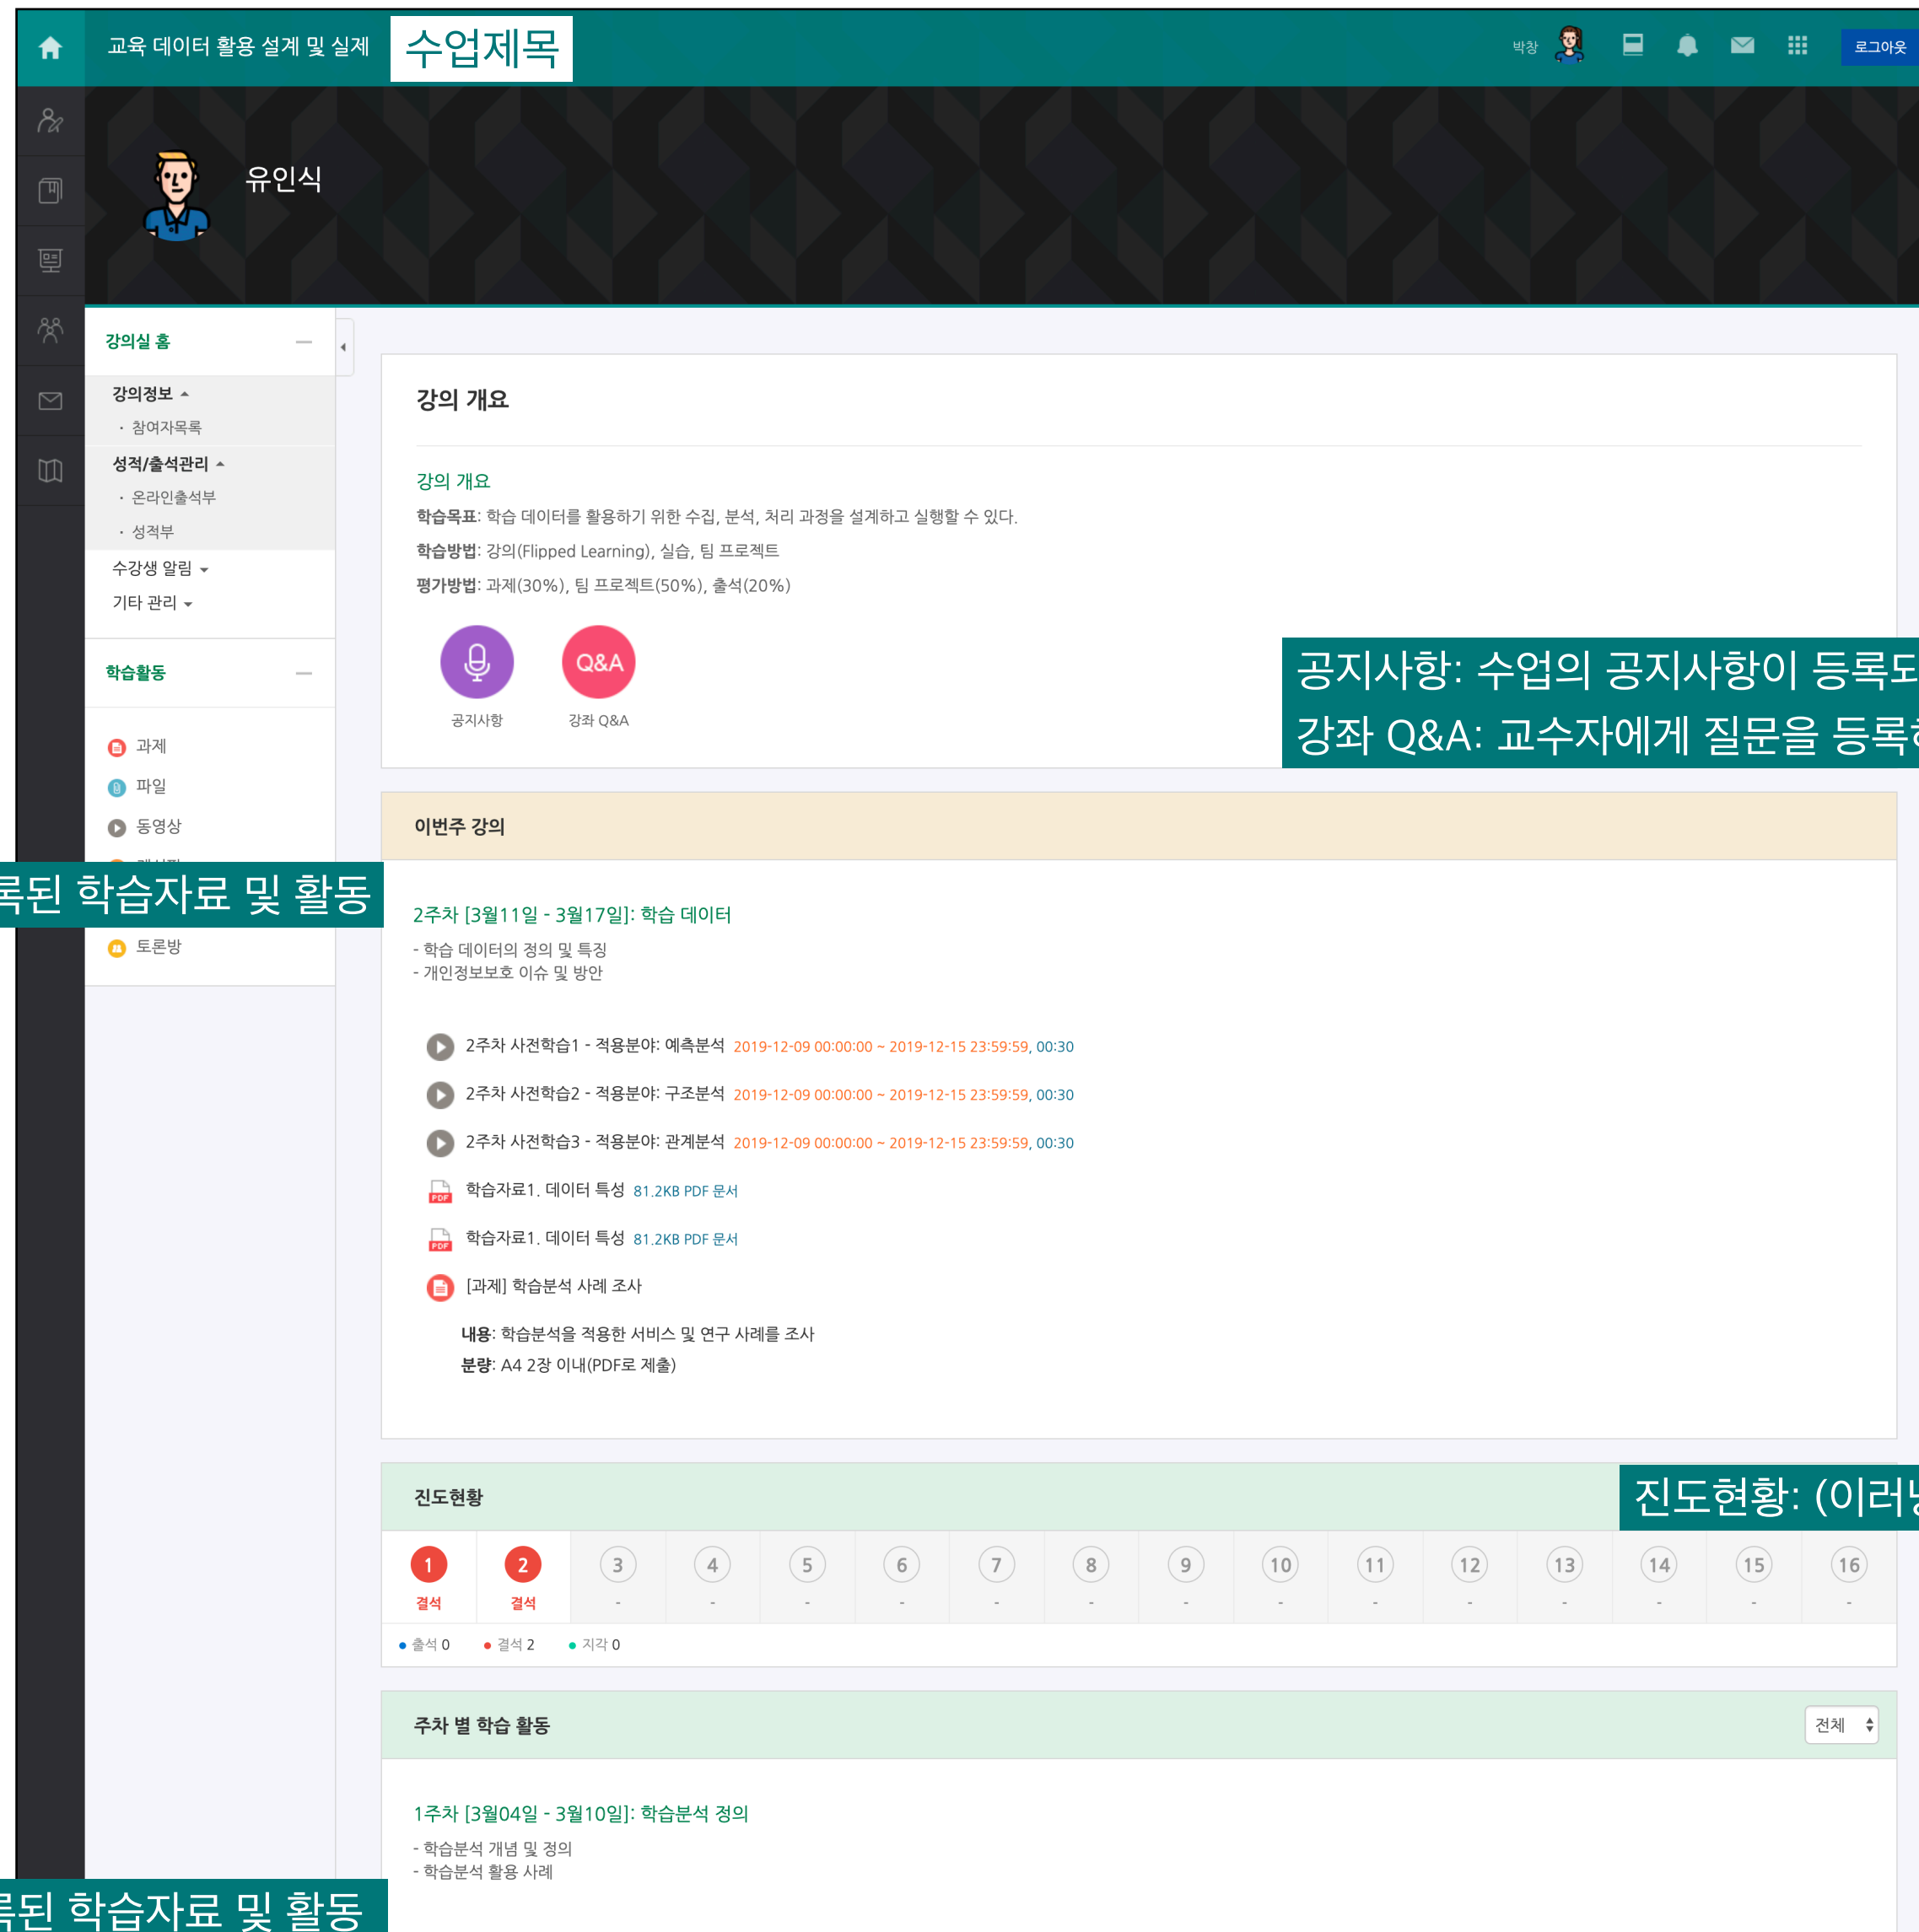 교육 데이터 활용 설계 및 실제
수업제목
박창
로그아웃
유인식
강의실 홈
강의정보
참여자목록
성적/출석관리
온라인출석부
성적부
수강생 알림
기타 관리
학습활동
과제
파일
동영상
토론방
학습자료 및 활동
강의 개요
강의 개요
학습목표: 학습 데이터를 활용하기 위한 수집, 분석, 처리 과정을 설계하고 실행할 수 있다.
학습방법: 강의(Flipped Learning), 실습, 팀 프로젝트
평가방법: 과제(30%), 팀 프로젝트(50%), 출석(20%)
Q&A
공지사항
강좌 Q&A
공지사항: 수업의 공지사항이
강좌 Q&A: 교수자에게 질문을
이번주 강의
2주차 [3월11일 - 3월17일]: 학습 데이터
- 학습 데이터의 정의 및 특징
- 개인정보보호 이슈 및 방안
2주차 사전학습1 - 적용분야: 예측분석 2019-12-09 00:00:00 ~ 2019-12-15 23:59:59, 00:30
2주차 사전학습2 - 적용분야: 구조분석 2019-12-09 00:00:00 ~ 2019-12-15 23:59:59, 00:30
2주차 사전학습3 - 적용분야: 관계분석 2019-12-09 00:00:00 ~ 2019-12-15 23:59:59, 00:30
PDF 학습자료1. 데이터 특성 81.2KB PDF 문서
PDF 학습자료1. 데이터 특성 81.2KB PDF 문서
[과제] 학습분석 사례 조사
내용: 학습분석을 적용한 서비스 및 연구 사례를 조사
분량: A4 2장 이내(PDF로 제출)
진도현황
진도현황:
1 2 3 4 5 6 7 8 9 10 11 12 13 14 15 16
결석 결석 - - - - - - - - - - - - - -
출석 0 결석 2 지각 0
주차 별 학습 활동
전체
1주차 [3월04일 - 3월10일]: 학습분석 정의
- 학습분석 개념 및 정의
- 학습분석 활용 사례
학습자료 및 활동